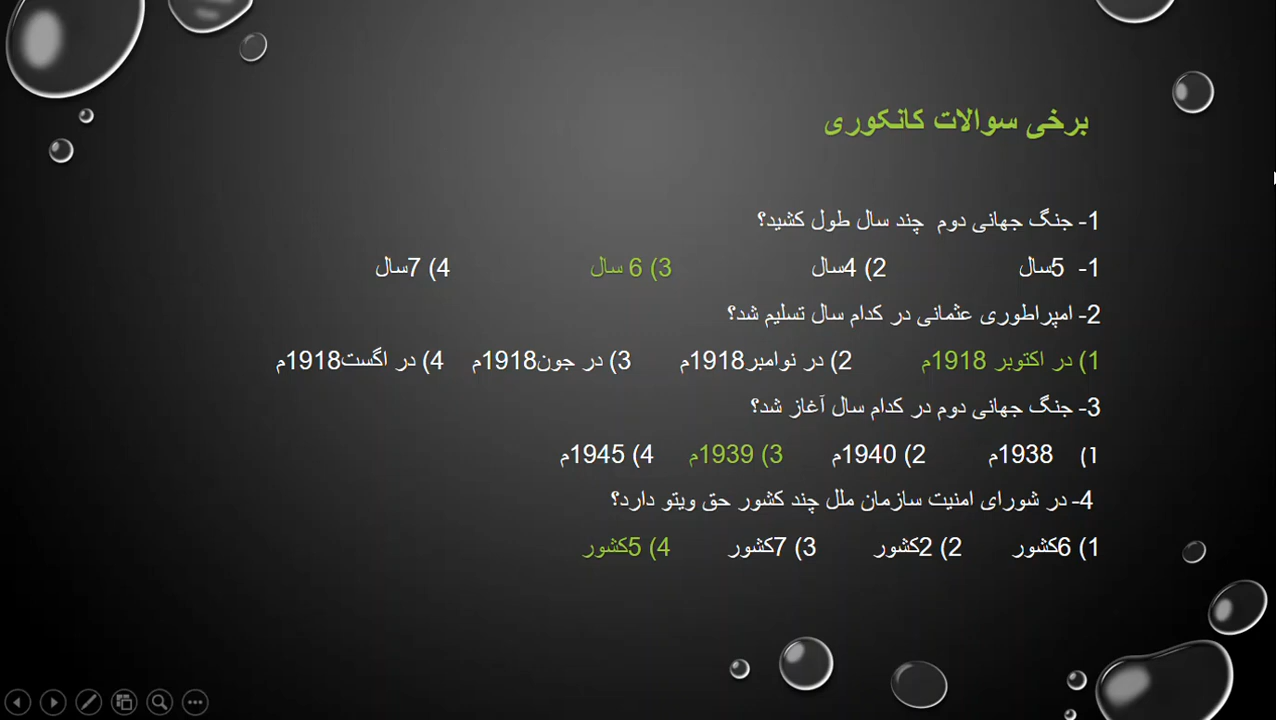 برخی سوالات کانکوری
1- جنگ جهانی دوم چند سال طول کشید؟
1- 5سال 2) 4سال 3) 6 سال 4) 7سال
2- امپراطوری عثمانی در کدام سال تسلیم شد؟
1) در اکتوبر 1918م 2) در نوامبر1918م 3) در جون1918م 4) در اگست1918م
3- جنگ جهانی دوم در کدام سال آغاز شد؟
1) 1938م 2) 1940م 3) 1939م 4) 1945م
4- در شورای امنیت سازمان ملل چند کشور حق ویتو دارد؟
1) 6کشور 2) 2کشور 3) 7کشور 4) 5کشور